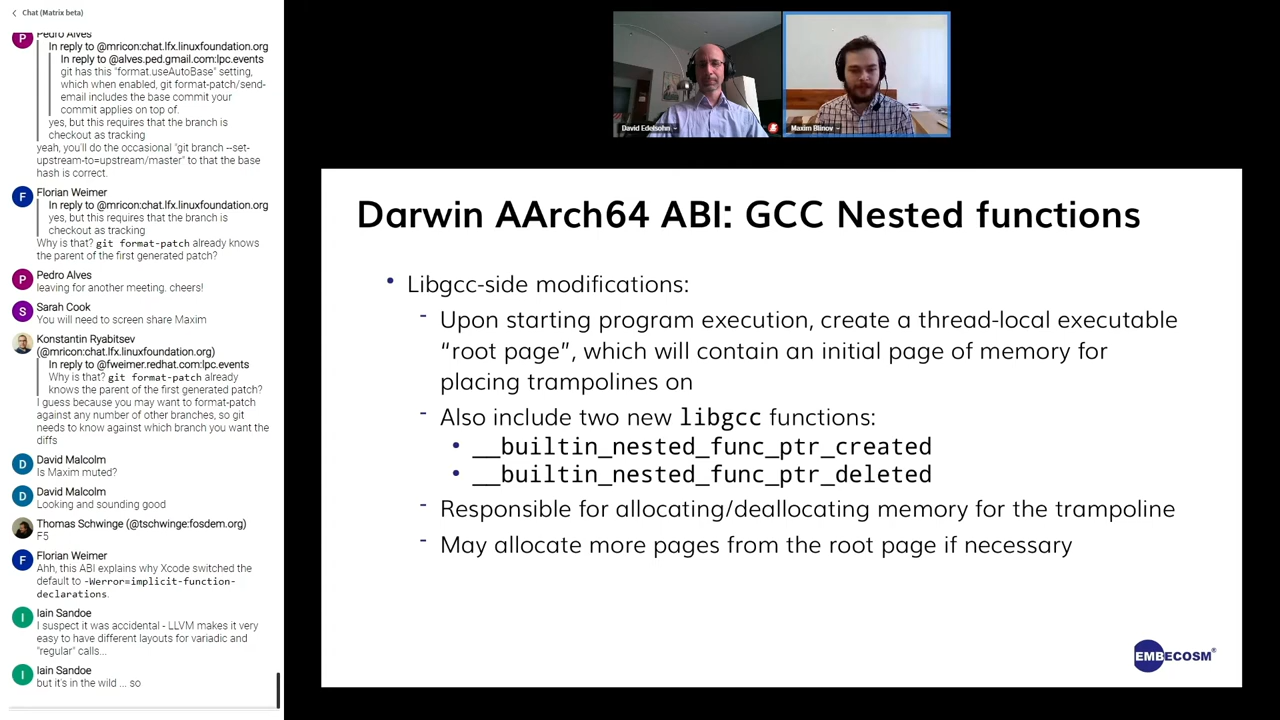 Chat (Matrix beta)
Pedro Alves
In reply to @mricon:chat.lfx.linuxfoundation.org
In reply to @alves.ped.gmail.com:lpc.events
git has this "format.useAutoBase" setting,
which when enabled, git format-patch/send-
email includes the base commit your
commit applies on top of.
yes, but this requires that the branch is
checkout as tracking
yeah, you'll do the occasional "git branch --set-
upstream-to=upstream/master" to that the base
hash is correct.
F
Florian Weimer
In reply to @mricon:chat.lfx.linuxfoundation.org
yes, but this requires that the branch is
checkout as tracking
Why is that? git format-patch already knows
the parent of the first generated patch?
P
Pedro Alves
leaving for another meeting. cheers!
S
Sarah Cook
You will need to screen share Maxim
Konstantin Ryabitsev
(@mricon:chat.lfx.linuxfoundation.org)
In reply to @fweimer.redhat.com:lpc.events
Why is that? git format-patch already
knows the parent of the first generated patch?
I guess because you may want to format-patch
against any number of other branches, so git
needs to know against which branch you want the
diffs
D
David Malcolm
Is Maxim muted?
D
David Malcolm
Looking and sounding good
Thomas Schwinge (@tschwinge:fosdem.org)
F5
F
Florian Weimer
Ahh, this ABI explains why Xcode switched the
default to -Werror=implicit-function-
declarations.
I
Iain Sandoe
I suspect it was accidental - LLVM makes it very
easy to have different layouts for variadic and
"regular" calls...
I
Iain Sandoe
but it's in the wild ... so
David Edelsohn
Maxim Blinov
Darwin AArch64 ABI: GCC Nested functions
• Libgcc-side modifications:
- Upon starting program execution, create a thread-local executable
"root page", which will contain an initial page of memory for
placing trampolines on
- Also include two new libgcc functions:
• __builtin_nested_func_ptr_created
• __builtin_nested_func_ptr_deleted
- Responsible for allocating/deallocating memory for the trampoline
- May allocate more pages from the root page if necessary
EMBECOSM®